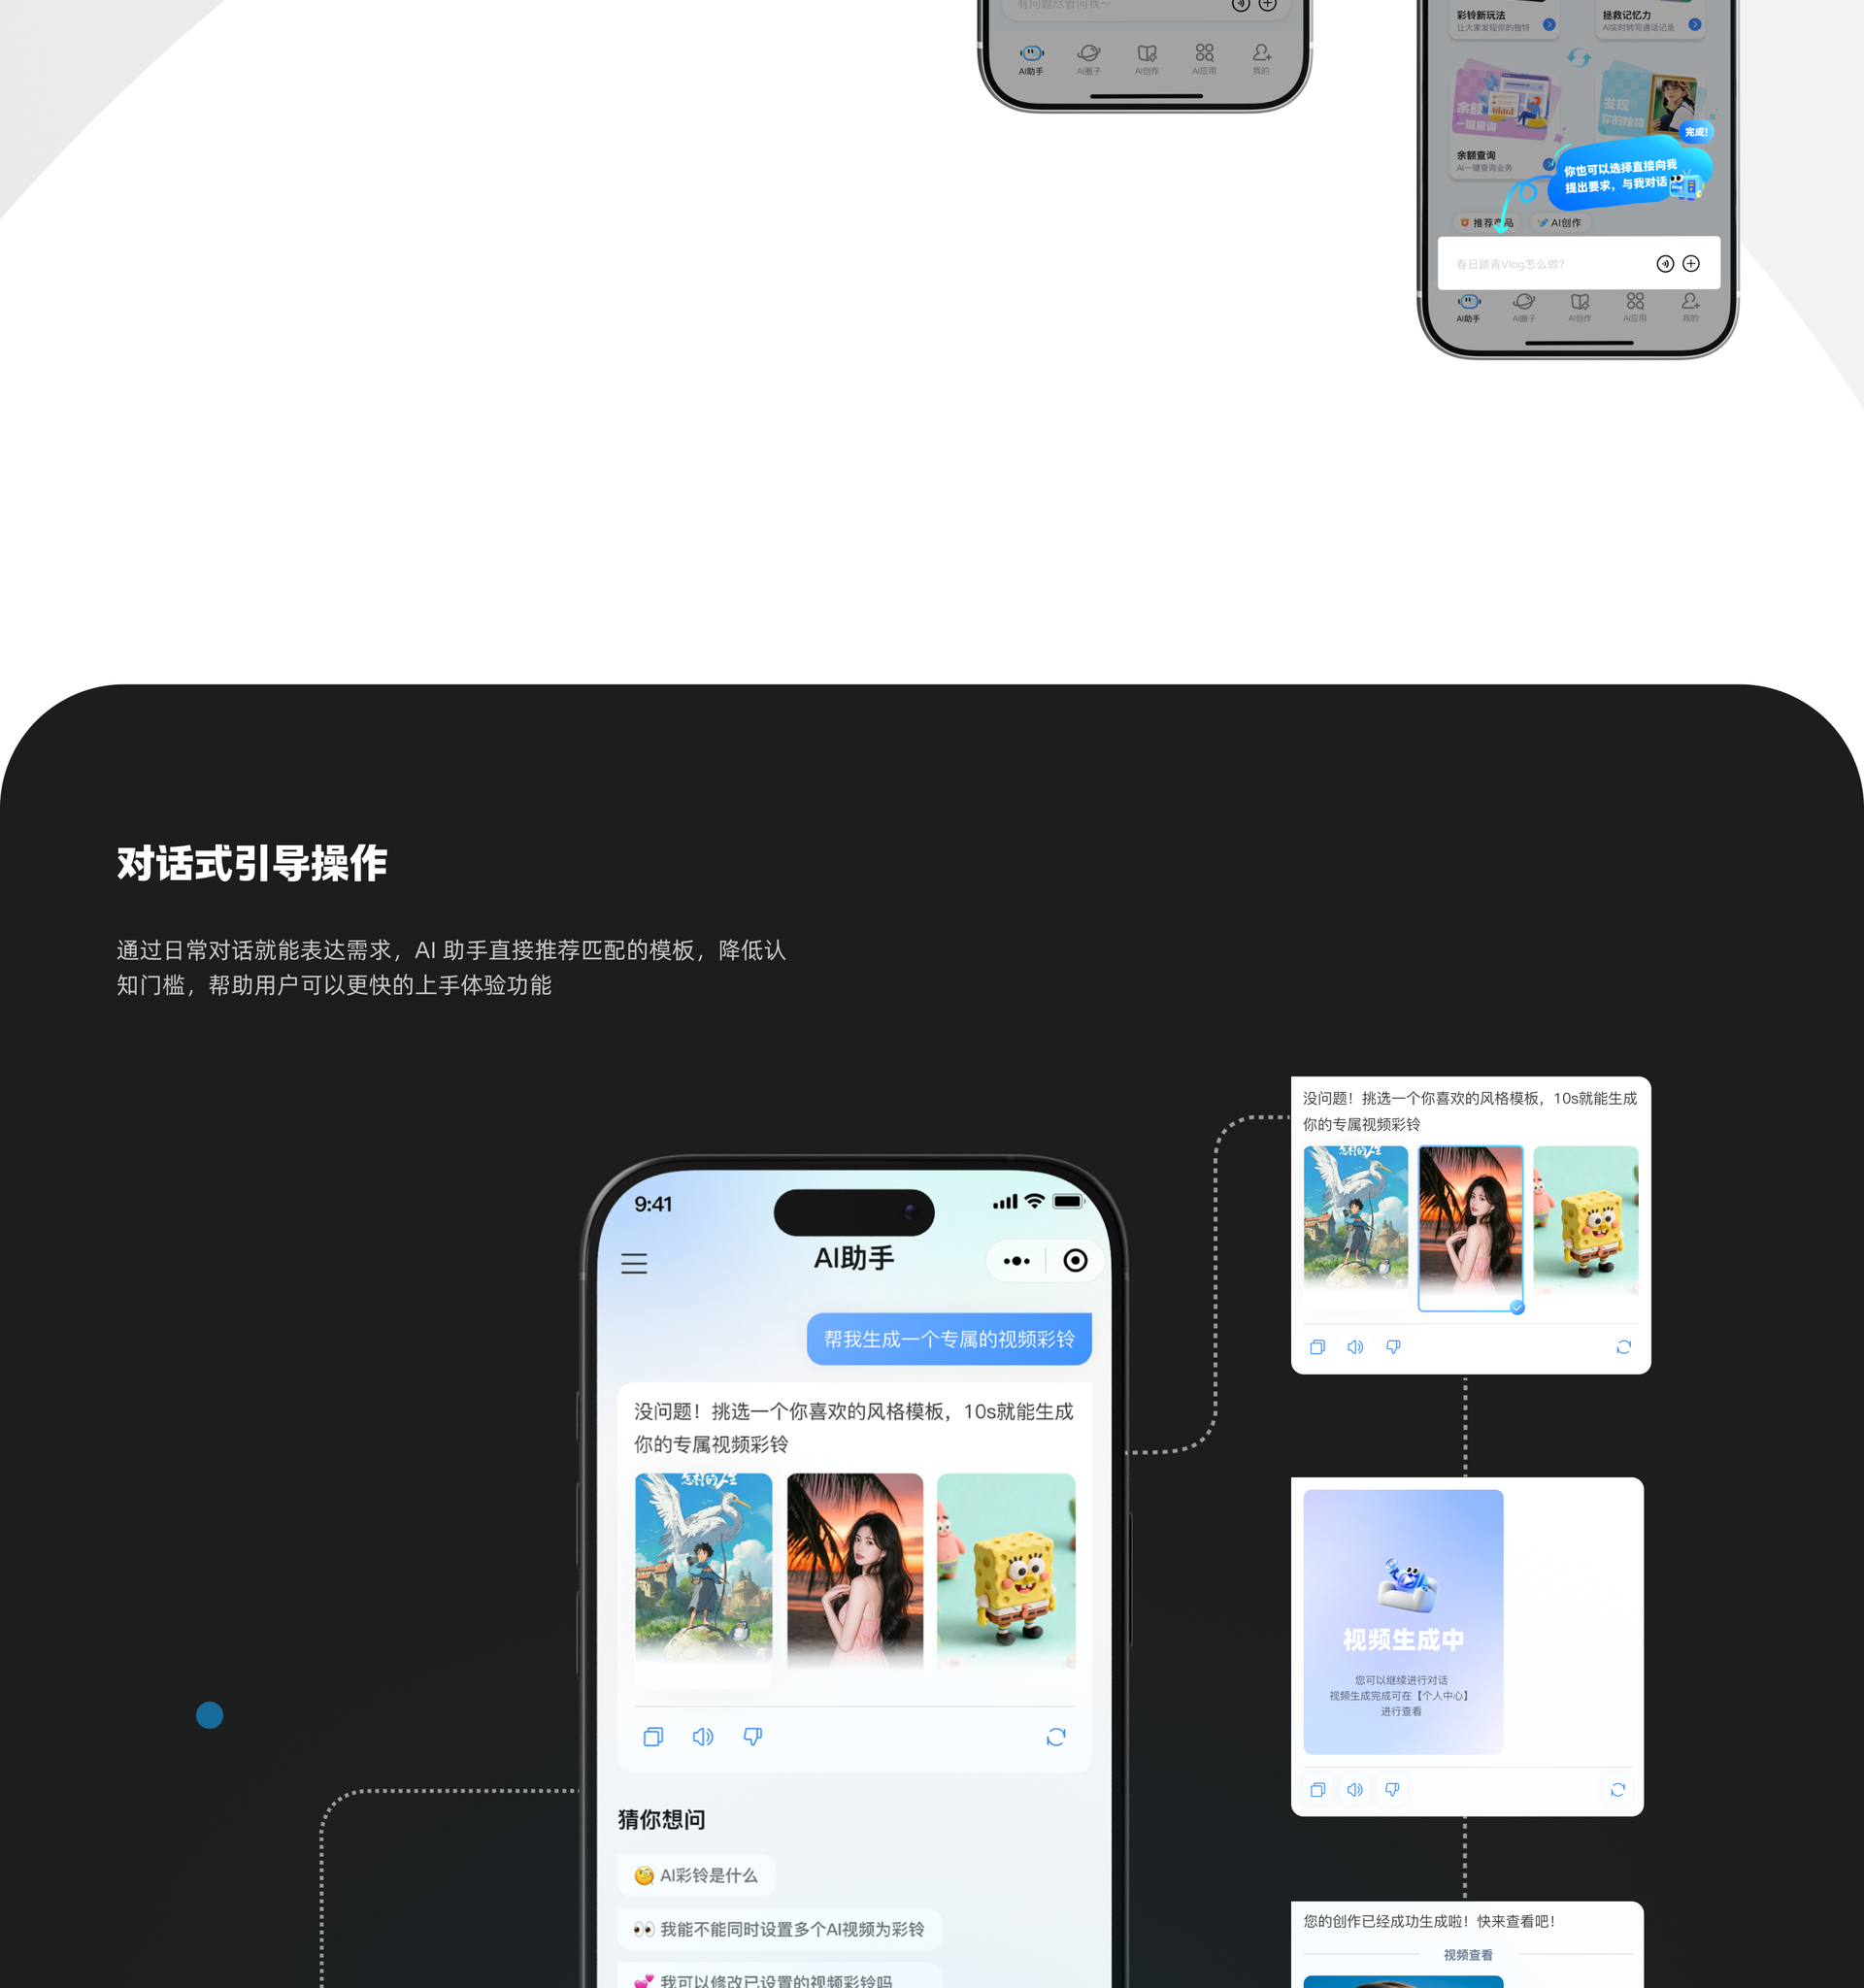 有问题尽管问我~
AI助手
AI圈子
AI创作
AI应用
我的
彩铃新玩法
让大家发现你的独特
拯救记忆力
AI实时转写通话记录
余额
一键查询
发现
你的独特
余额查询
AI一键查询业务
完成!
你也可以选择直接向我
提出要求，与我对话
推荐产品
AI创作
春日踏青Vlog怎么做?
AI助手
AI圈子
AI创作
AI应用
我的
对话式引导操作
通过日常对话就能表达需求，AI 助手直接推荐匹配的模板，降低认
知门槛，帮助用户可以更快的上手体验功能
9:41
AI助手
帮我生成一个专属的视频彩铃
没问题！挑选一个你喜欢的风格模板，10s就能生成
你的专属视频彩铃
猜你想问
AI彩铃是什么
我能不能同时设置多个AI视频为彩铃
我可以修改已设置的视频彩铃吗
没问题！挑选一个你喜欢的风格模板，10s就能生成
你的专属视频彩铃
视频生成中
您可以继续进行对话
视频生成完成可在【个人中心】
进行查看
您的创作已经成功生成啦！快来查看吧！
视频查看